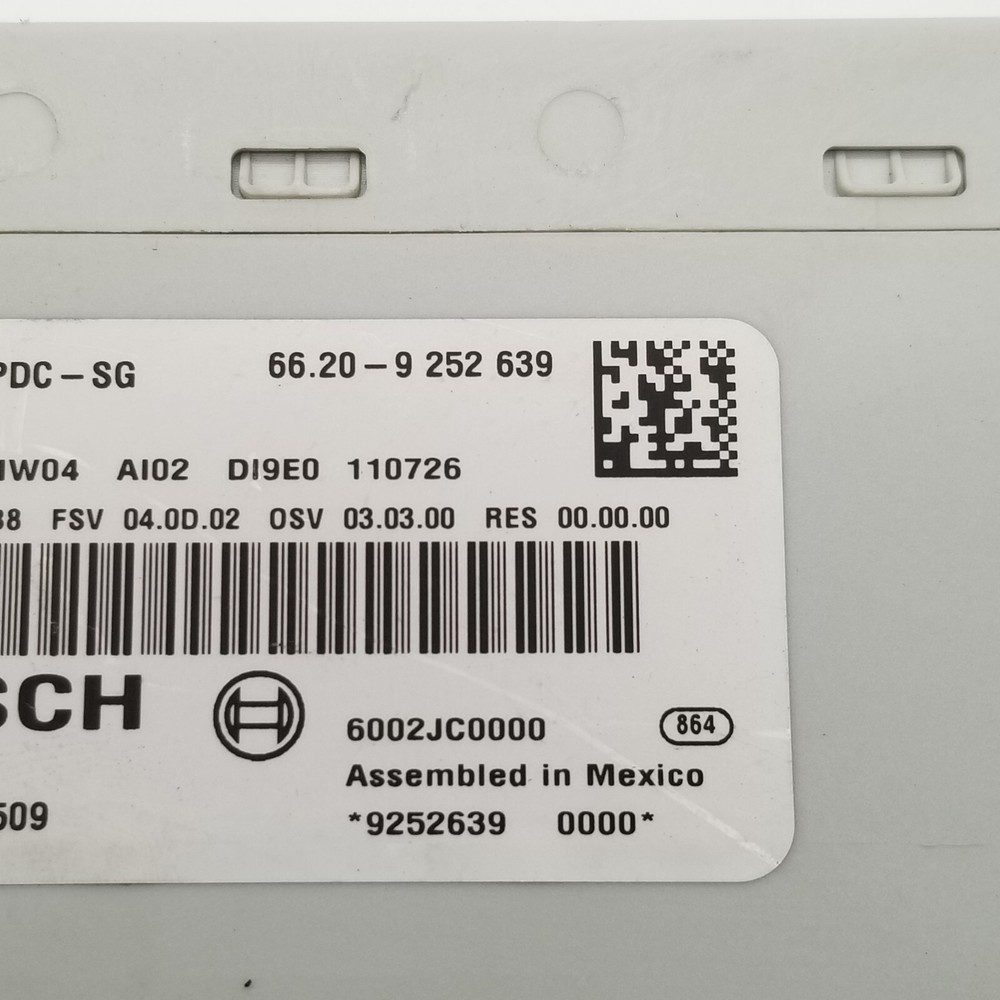 PDC – SG 66.20 – 9 252 639
HW04 AI02 DI9E0 110726
38 FSV 04.0D.02 OSV 03.03.00 RES 00.00.00
SCH
6002JC0000 864
Assembled in Mexico
509 *9252639 0000*